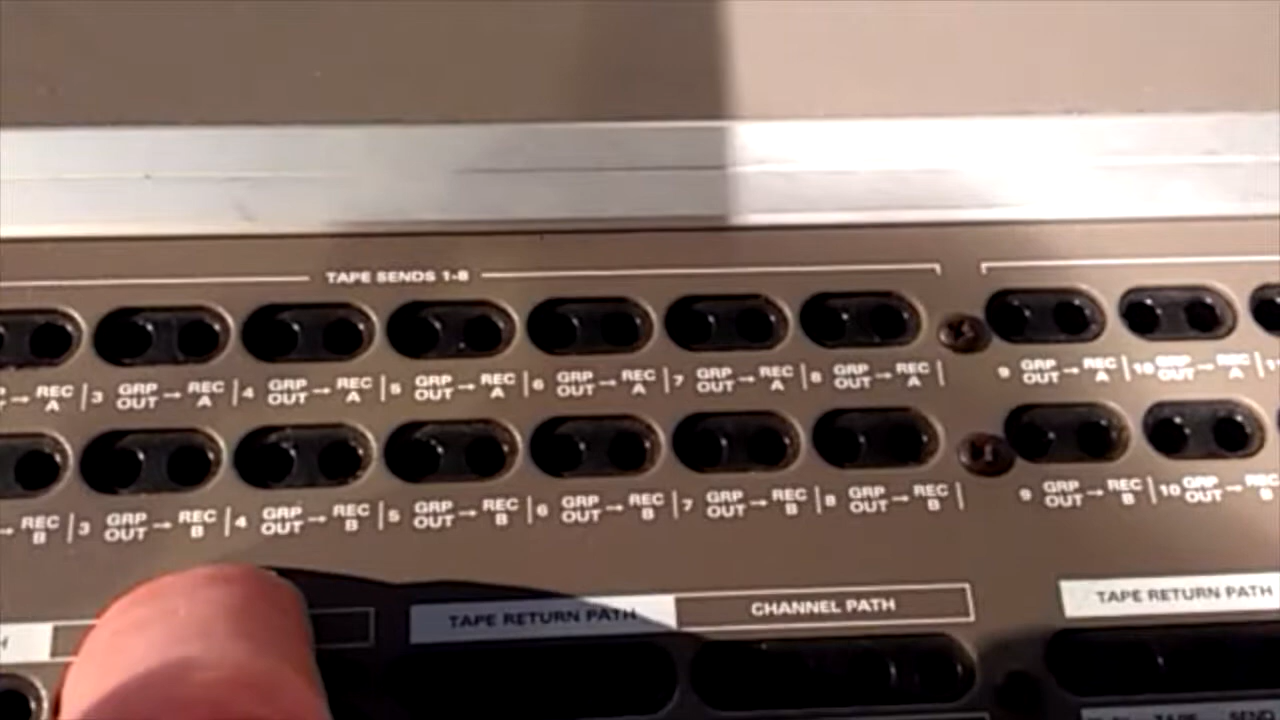 TAPE SENDS 1-8
→ REC A | 3 GRP OUT → REC A | 4 GRP OUT → REC A | 5 GRP OUT → REC A | 6 GRP OUT → REC A | 7 GRP OUT → REC A | 8 GRP OUT → REC A | 9 GRP OUT → REC A | 10 GRP OUT → REC A |
→ REC B | 3 GRP OUT → REC B | 4 GRP OUT → REC B | 5 GRP OUT → REC B | 6 GRP OUT → REC B | 7 GRP OUT → REC B | 8 GRP OUT → REC B | 9 GRP OUT → REC B | 10 GRP OUT → REC B
TAPE RETURN PATH CHANNEL PATH TAPE RETURN PATH